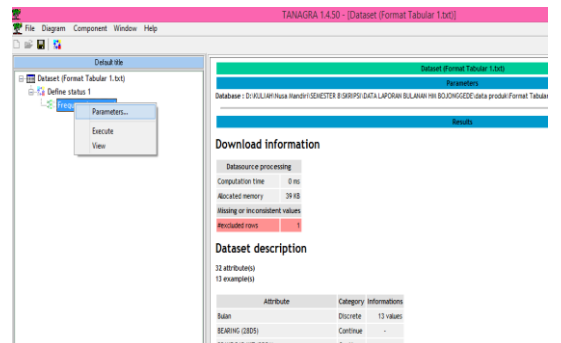 TANAGRA 1.4.50 - [Dataset (Format Tabular 1.txt)]
File Diagram Component Window Help
Default title
Dataset (Format Tabular 1.txt)
Define status 1
Parameters...
Execute
View
Dataset (Format Tabular 1.txt)
Parameters
Database : D:\KULIAH\Nusa Mandiri\SEMESTER 8\SKRIPSI\DATA LAPORAN BULANAN HM BOJONGGEDE\data produk\Format Tabular
Results
Download information
Datasource processing
Computation time 0 ms
Allocated memory 39 KB
Missing or inconsistent values
#excluded rows 1
Dataset description
32 attribute(s)
13 example(s)
Attribute Category Informations
Bulan Discrete 13 values
BEARING (2BDS) Continue -